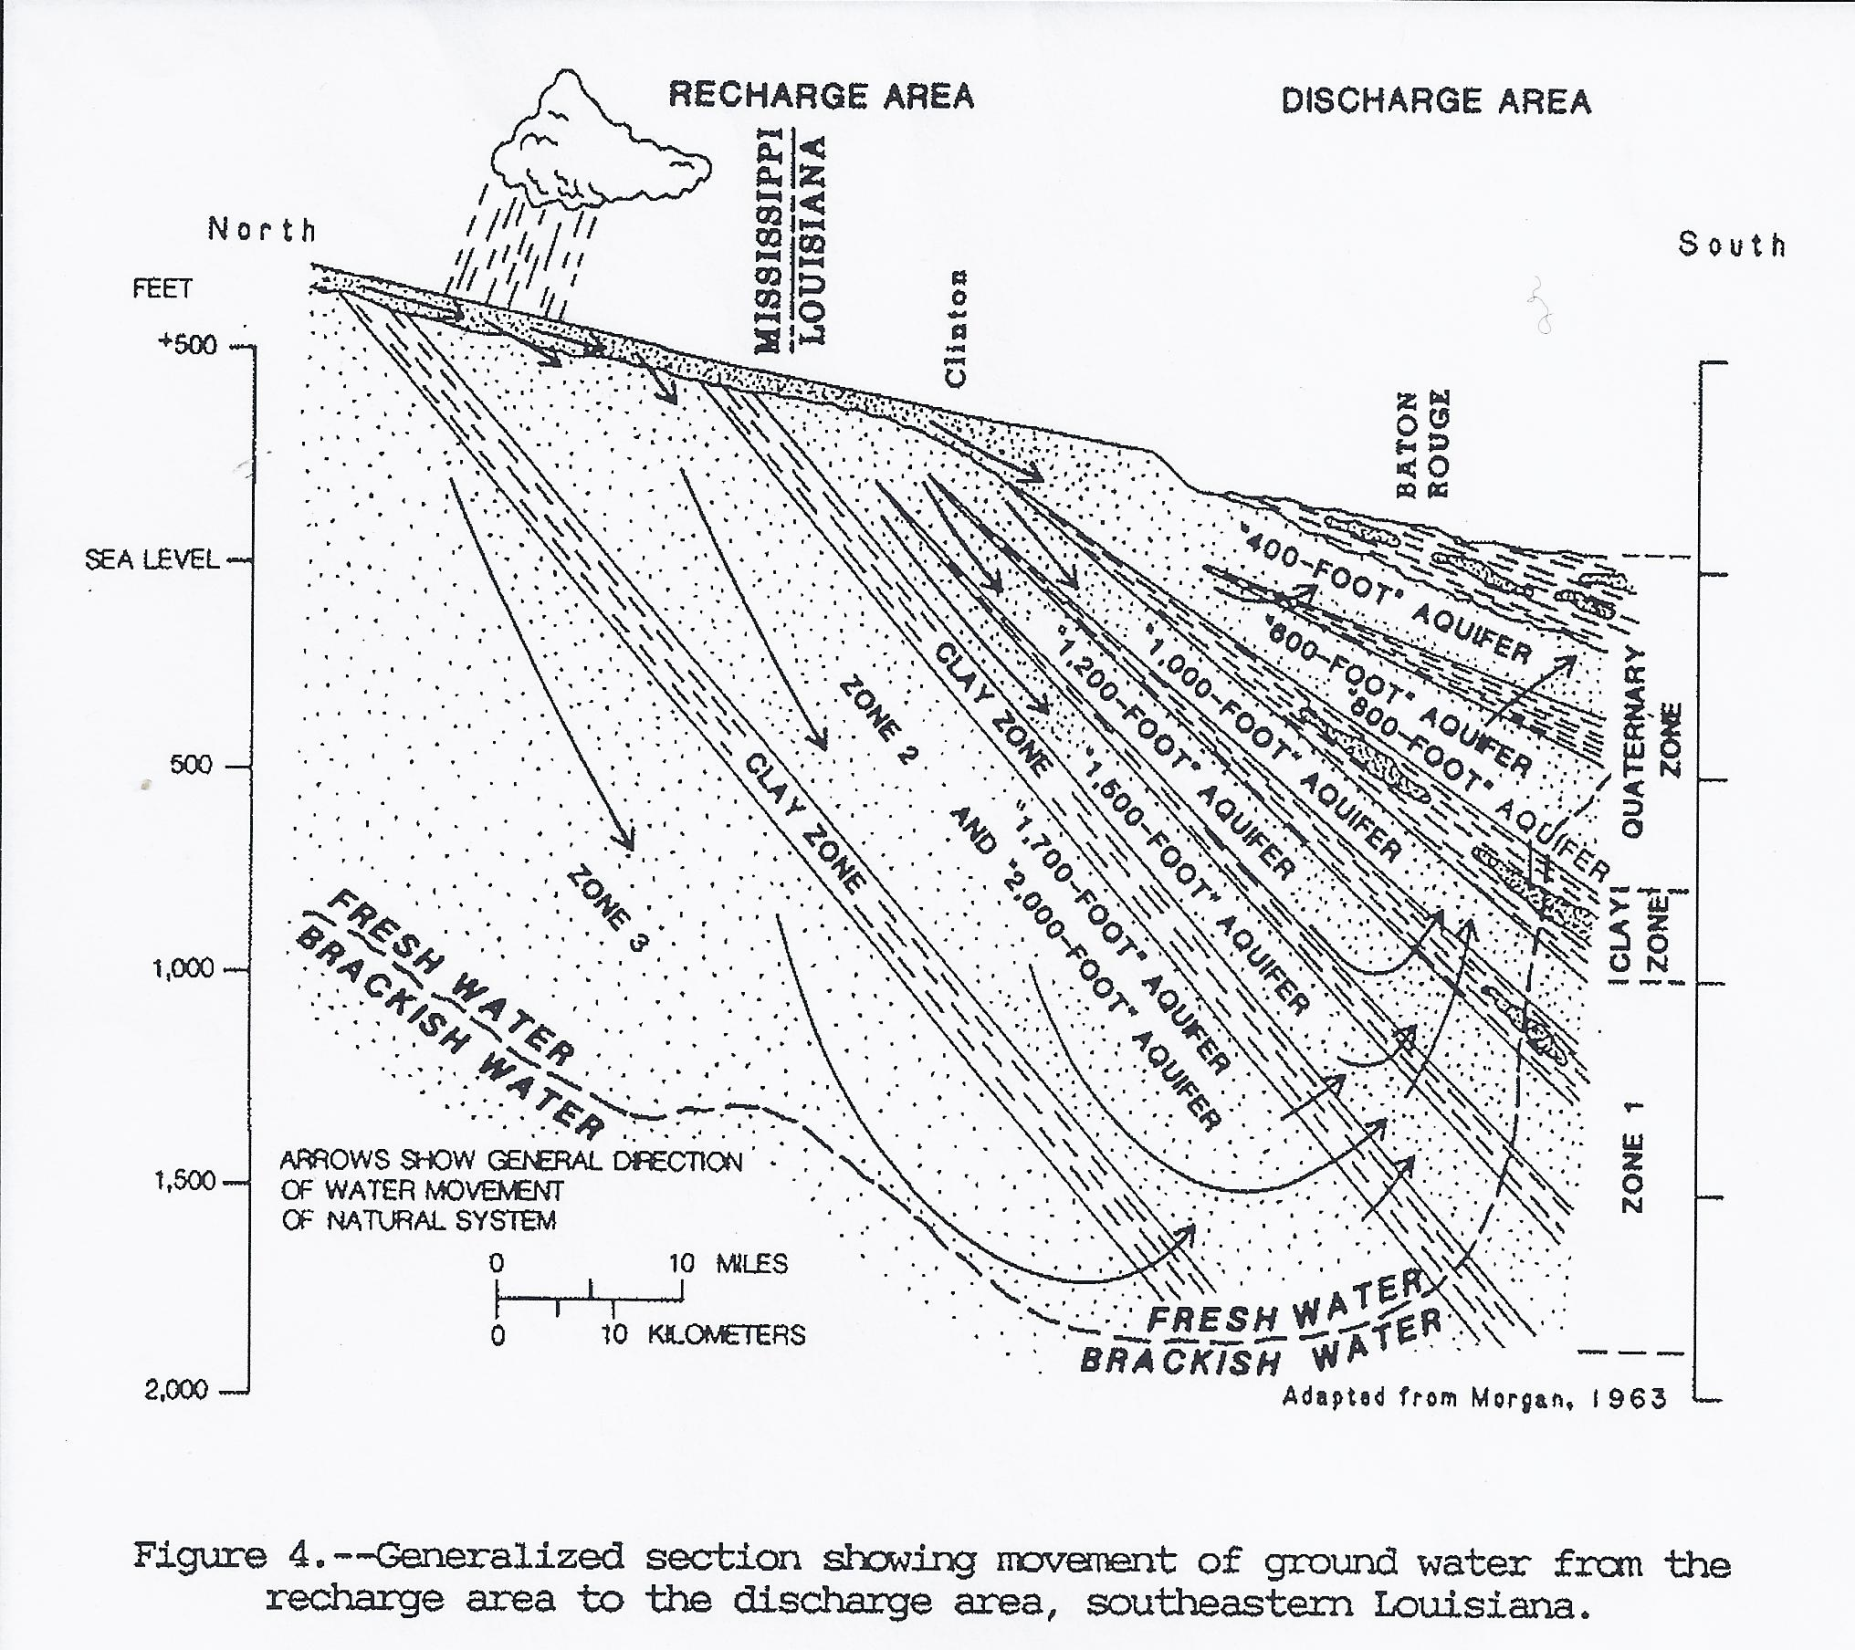 RECHARGE AREA
DISCHARGE AREA
MISSISSIPPI
LOUISIANA
North
South
FEET
+500
SEA LEVEL
500
1,000
1,500
2,000
Clinton
BATON
ROUGE
"400-FOOT" AQUIFER
"600-FOOT" AQUIFER
"800-FOOT" AQUIFER
"1,000-FOOT" AQUIFER
"1,200-FOOT" AQUIFER
"1,500-FOOT" AQUIFER
"1,700-FOOT" AQUIFER
AND "2,000-FOOT" AQUIFER
CLAY ZONE
CLAY ZONE
ZONE 2
ZONE 3
QUATERNARY
ZONE
CLAY
ZONE
ZONE 1
FRESH WATER
BRACKISH WATER
FRESH WATER
BRACKISH WATER
ARROWS SHOW GENERAL DIRECTION
OF WATER MOVEMENT
OF NATURAL SYSTEM
0 10 MILES
0 10 KILOMETERS
Adapted from Morgan, 1963
Figure 4.--Generalized section showing movement of ground water from the
recharge area to the discharge area, southeastern Louisiana.